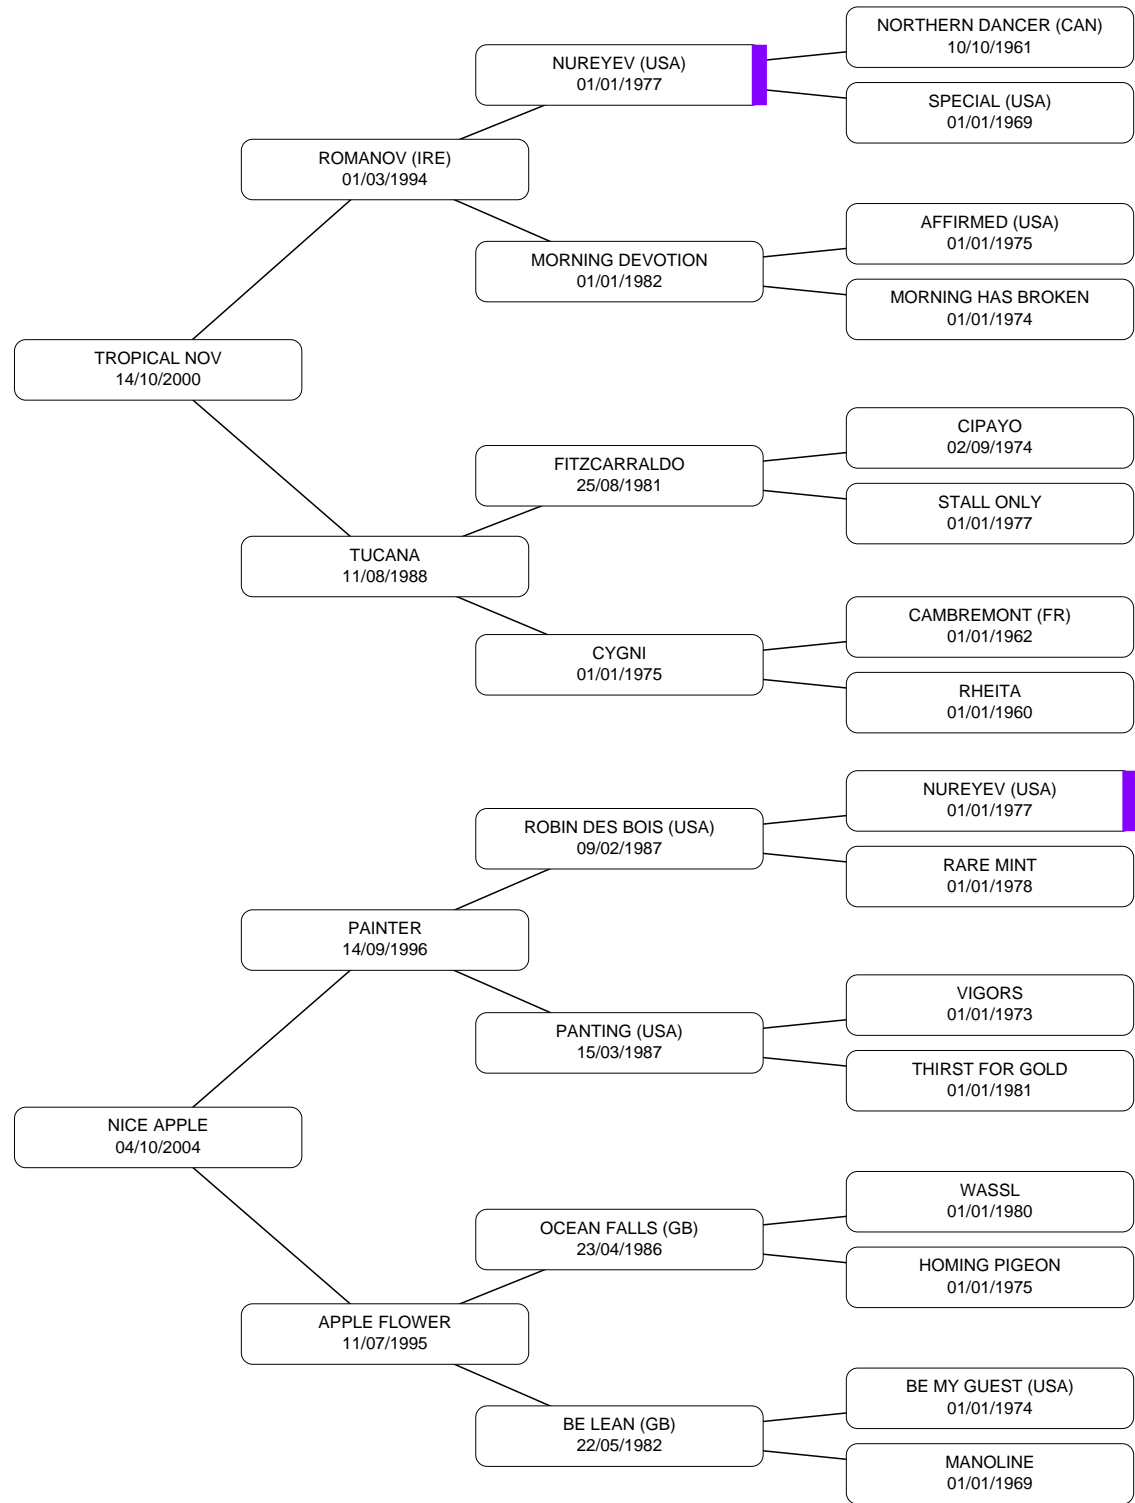 NORTHERN DANCER (CAN)
10/10/1961
NUREYEV (USA)
01/01/1977
SPECIAL (USA)
01/01/1969
ROMANOV (IRE)
01/03/1994
AFFIRMED (USA)
01/01/1975
MORNING DEVOTION
01/01/1982
MORNING HAS BROKEN
01/01/1974
TROPICAL NOV
14/10/2000
CIPAYO
02/09/1974
FITZCARRALDO
25/08/1981
STALL ONLY
01/01/1977
TUCANA
11/08/1988
CAMBREMONT (FR)
01/01/1962
CYGNI
01/01/1975
RHEITA
01/01/1960
NUREYEV (USA)
01/01/1977
ROBIN DES BOIS (USA)
09/02/1987
RARE MINT
01/01/1978
PAINTER
14/09/1996
VIGORS
01/01/1973
PANTING (USA)
15/03/1987
THIRST FOR GOLD
01/01/1981
NICE APPLE
04/10/2004
WASSL
01/01/1980
OCEAN FALLS (GB)
23/04/1986
HOMING PIGEON
01/01/1975
APPLE FLOWER
11/07/1995
BE MY GUEST (USA)
01/01/1974
BE LEAN (GB)
22/05/1982
MANOLINE
01/01/1969